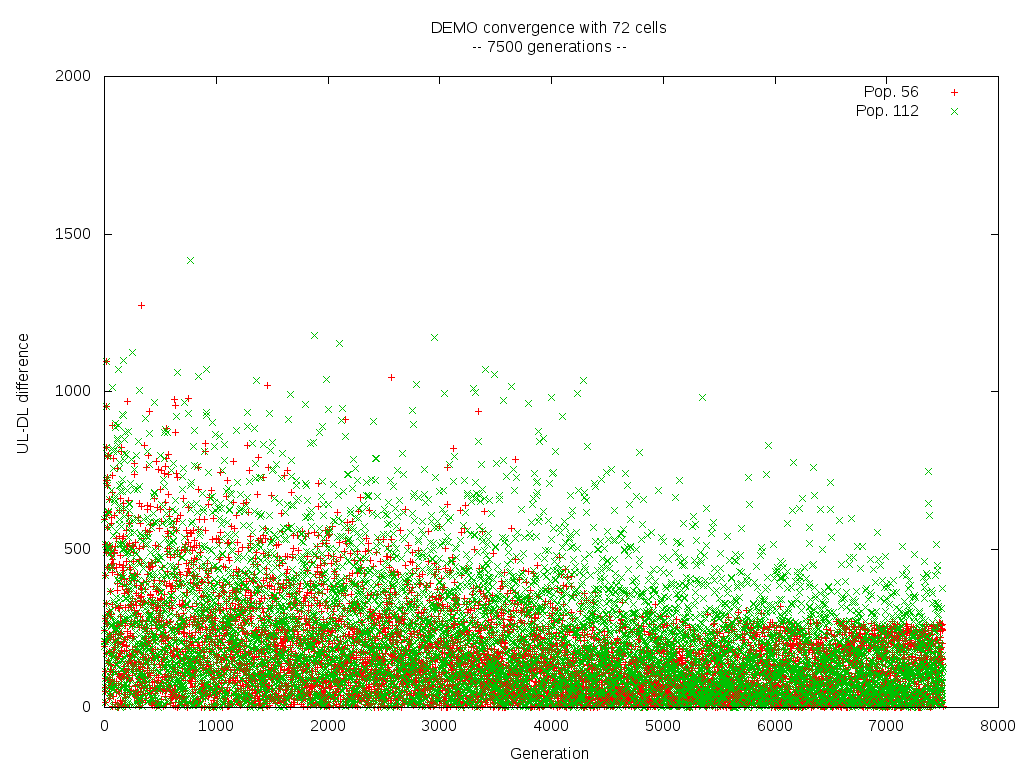 DEMO convergence with 72 cells
-- 7500 generations --
Pop. 56
Pop. 112
UL-DL difference
2000
1500
1000
500
0
0 1000 2000 3000 4000 5000 6000 7000 8000
Generation